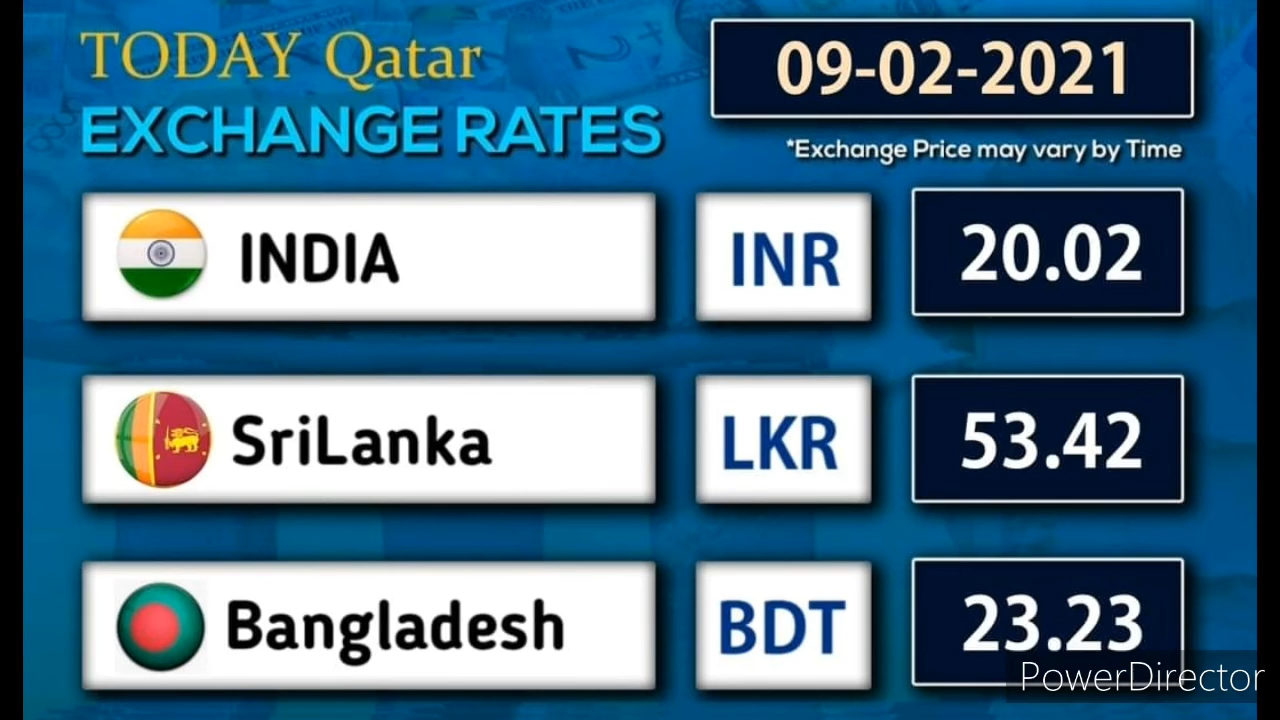 TODAY Qatar
EXCHANGE RATES
09-02-2021
*Exchange Price may vary by Time
INDIA INR 20.02
SriLanka LKR 53.42
Bangladesh BDT 23.23
PowerDirector